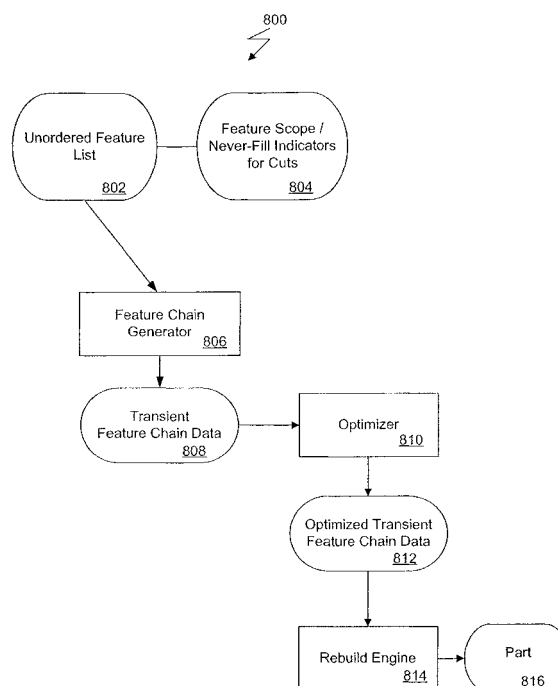 800
Unordered Feature
List
802
Feature Scope /
Never-Fill Indicators
for Cuts
804
Feature Chain
Generator
806
Transient
Feature Chain Data
808
Optimizer
810
Optimized Transient
Feature Chain Data
812
Rebuild Engine
814
Part
816